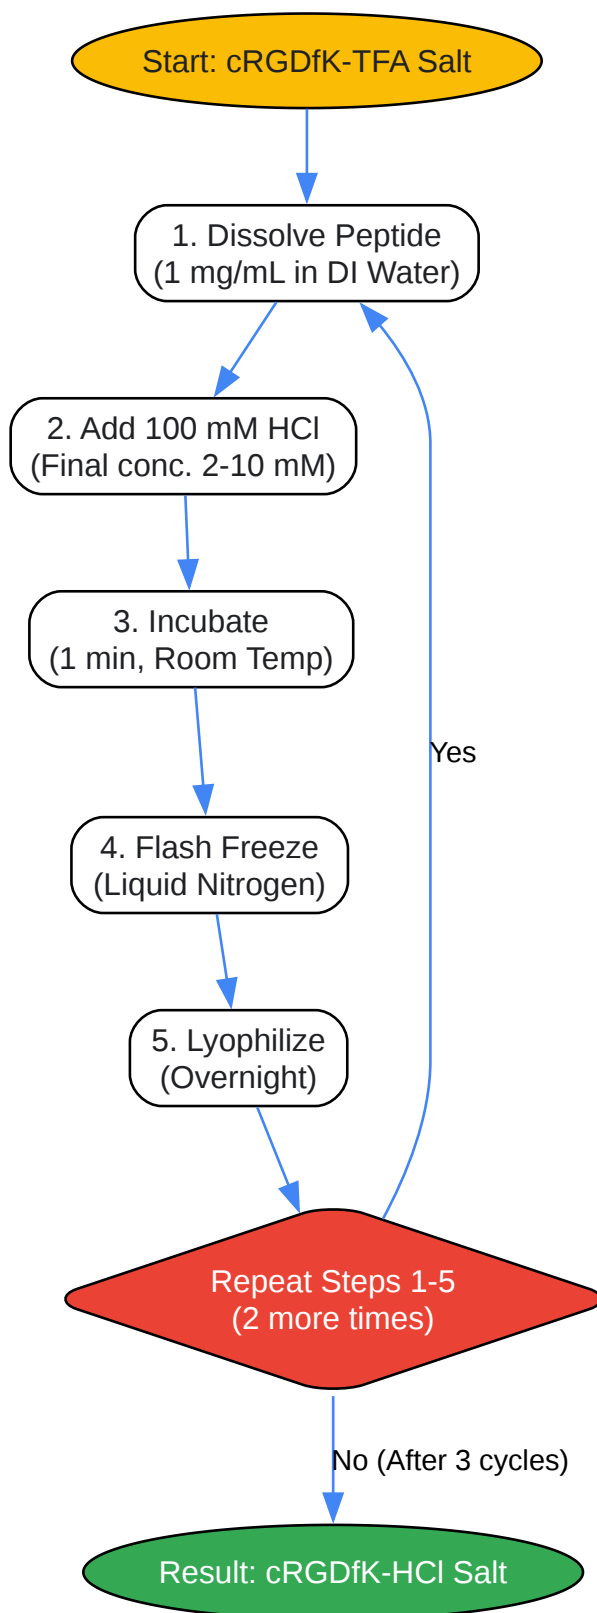 Start: cRGDfK-TFA Salt
1. Dissolve Peptide
(1 mg/mL in DI Water)
2. Add 100 mM HCl
(Final conc. 2-10 mM)
3. Incubate
(1 min, Room Temp)
Yes
4. Flash Freeze
(Liquid Nitrogen)
5. Lyophilize
(Overnight)
Repeat Steps 1-5
(2 more times)
No (After 3 cycles)
Result: cRGDfK-HCl Salt